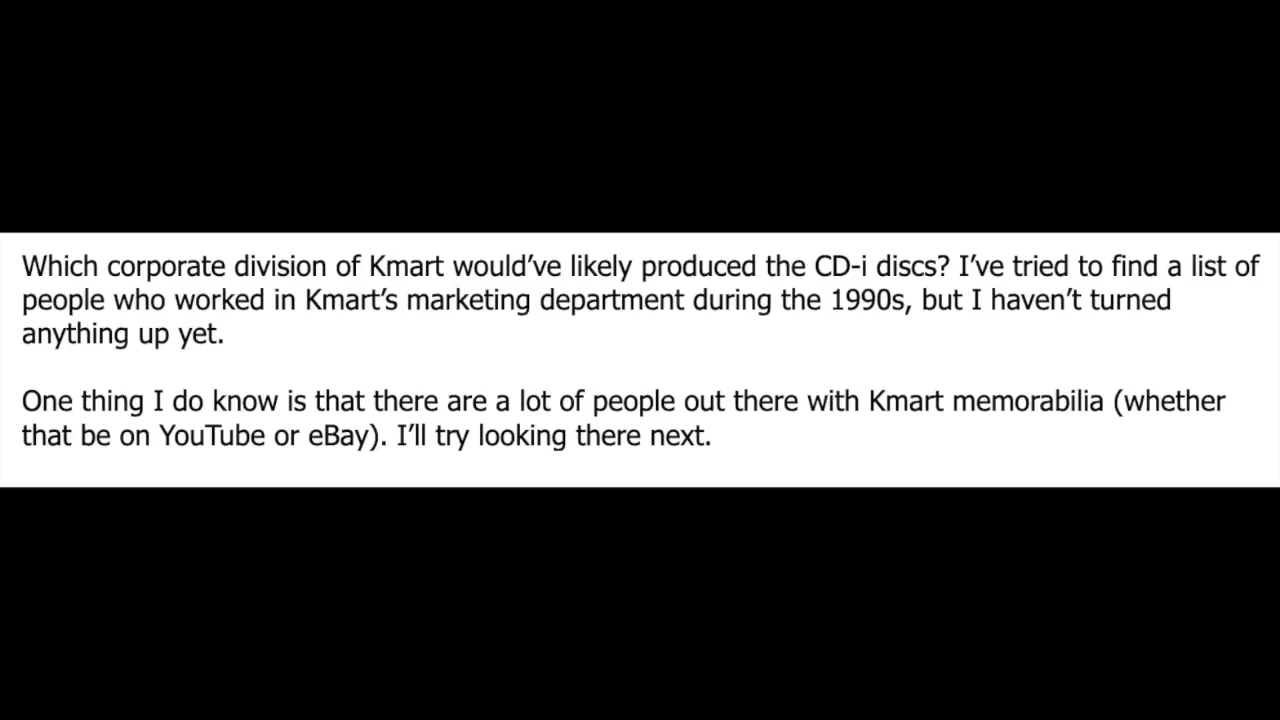 Which corporate division of Kmart would’ve likely produced the CD-i discs? I’ve tried to find a list of
people who worked in Kmart’s marketing department during the 1990s, but I haven’t turned
anything up yet.
One thing I do know is that there are a lot of people out there with Kmart memorabilia (whether
that be on YouTube or eBay). I’ll try looking there next.